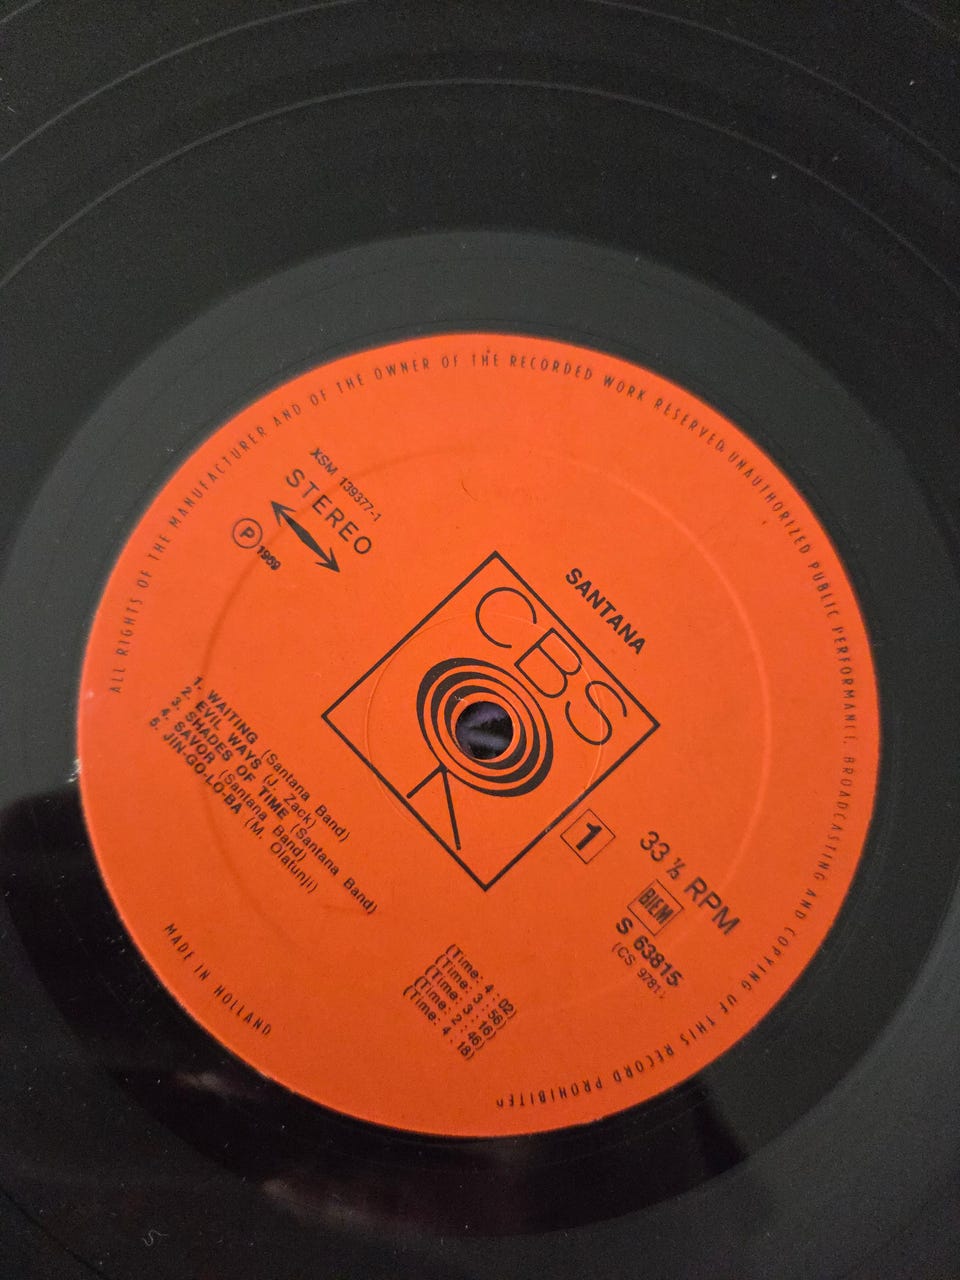 ALL RIGHTS OF THE MANUFACTURER AND OF THE OWNER OF THE RECORDED WORK RESERVED. UNAUTHORIZED PUBLIC PERFORMANCE, BROADCASTING AND COPYING OF THIS RECORD PROHIBITED
XSM 139377-1
STEREO
P 1969
SANTANA
CBS
1
33 ⅓ RPM
BIEM
S 63815
(CS 9781)
1. WAITING (Santana Band) (Time: 4:02)
2. EVIL WAYS (J. Zack) (Time: 3:56)
3. SHADES OF TIME (Santana Band) (Time: 3:16)
4. SAVOR (Santana Band) (Time: 2:46)
5. JIN-GO-LO-BA (M. Olatunji) (Time: 4:18)
MADE IN HOLLAND